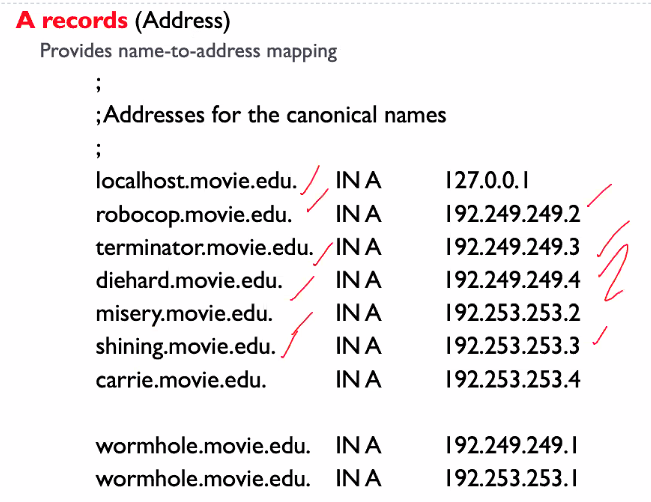 A records (Address)
Provides name-to-address mapping
;
;Addresses for the canonical names
;
localhost.movie.edu. IN A 127.0.0.1
robocop.movie.edu. IN A 192.249.249.2
terminator.movie.edu. IN A 192.249.249.3
diehard.movie.edu. IN A 192.249.249.4
misery.movie.edu. IN A 192.253.253.2
shining.movie.edu. IN A 192.253.253.3
carrie.movie.edu. IN A 192.253.253.4
wormhole.movie.edu. IN A 192.249.249.1
wormhole.movie.edu. IN A 192.253.253.1